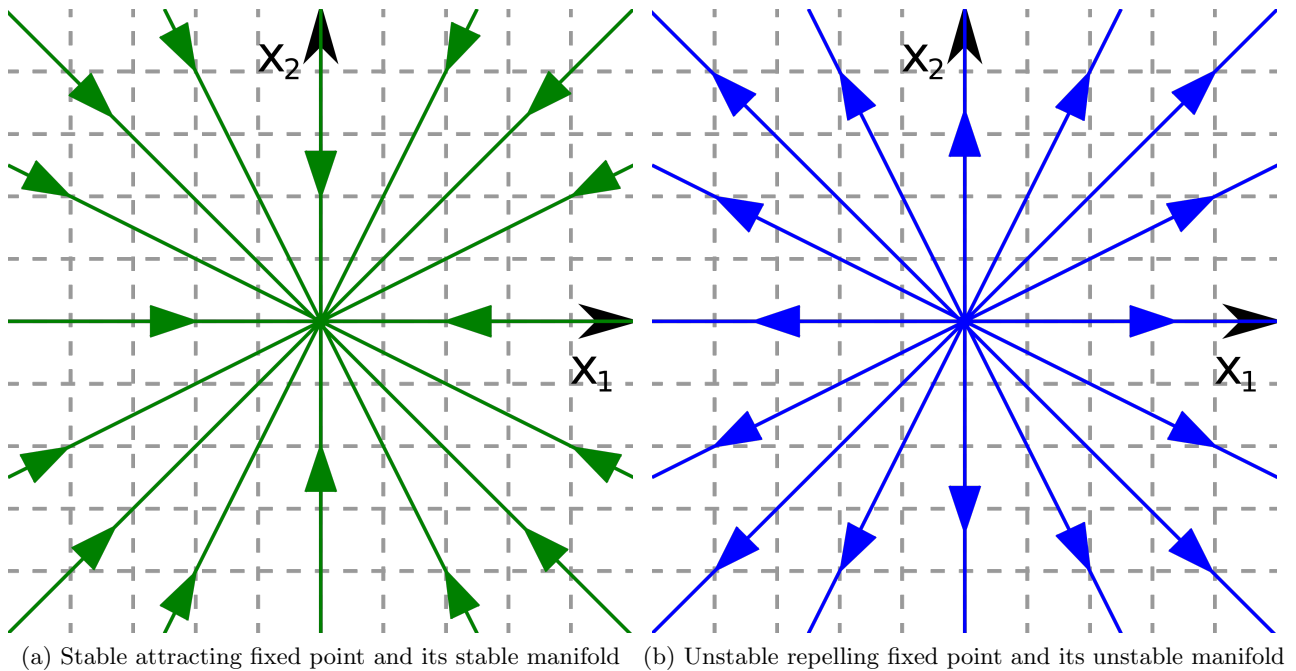 x₂
x₁
x₂
x₁
(a) Stable attracting fixed point and its stable manifold
(b) Unstable repelling fixed point and its unstable manifold